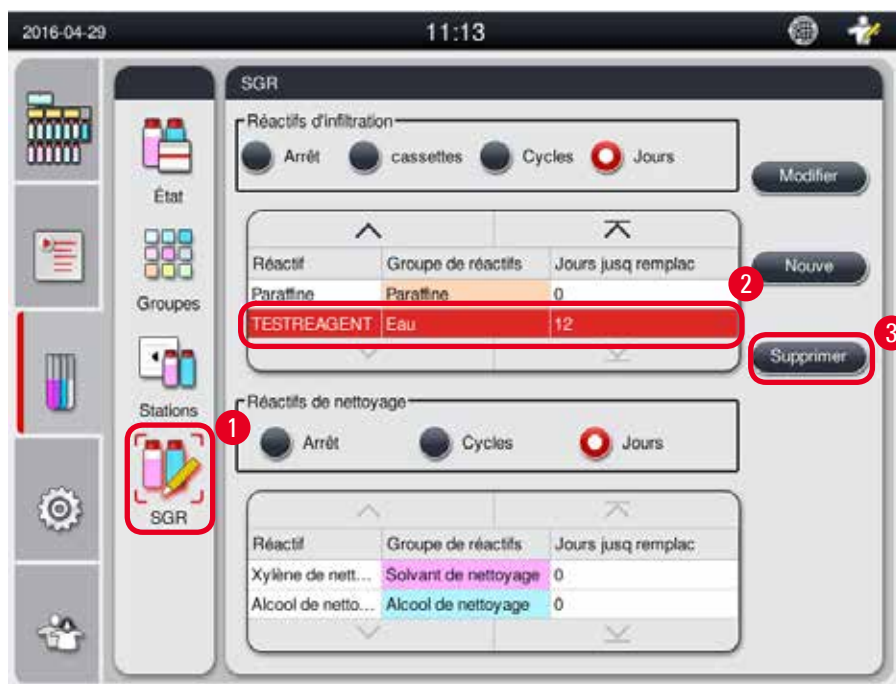 2016-04-29 11:13
SGR
Réactifs d'infiltration
Arrêt cassettes Cycles Jours
Modifier
État
Réactif Groupe de réactifs Jours jusq remplac
Nouve
2
Paraffine Paraffine 0
Groupes
TESTREAGENT Eau 12
3
Supprimer
Réactifs de nettoyage
Stations
1
Arrêt Cycles Jours
SGR
Réactif Groupe de réactifs Jours jusq remplac
Xylène de nett... Solvant de nettoyage 0
Alcool de netto... Alcool de nettoyage 0